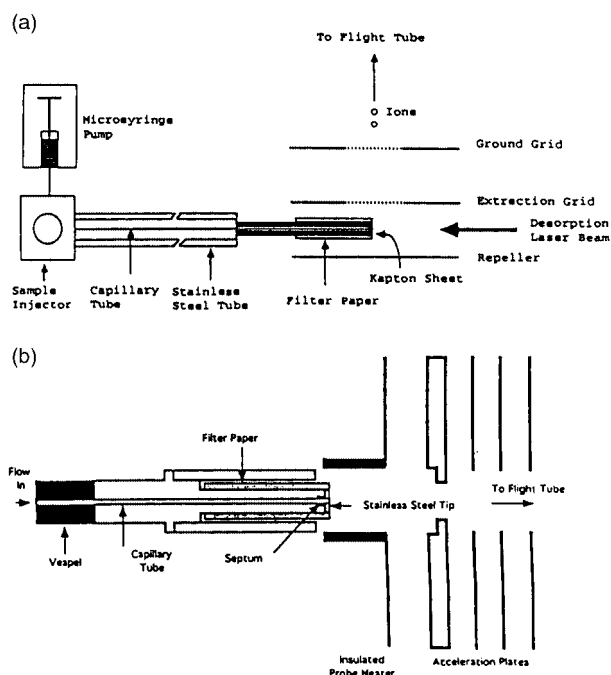 (a)
To Flight Tube
Ions
Microsyringe
Pump
Ground Grid
Extraction Grid
Desorption
Laser Beam
Repeller
Kapton Sheet
Sample
Injector
Capillary
Tube
Stainless
Steel Tube
Filter Paper
(b)
Filter Paper
Flow
In
To Flight Tube
Stainless Steel Tip
Vespel
Capillary
Tube
Septum
Insulated
Probe Heater
Acceleration Plates